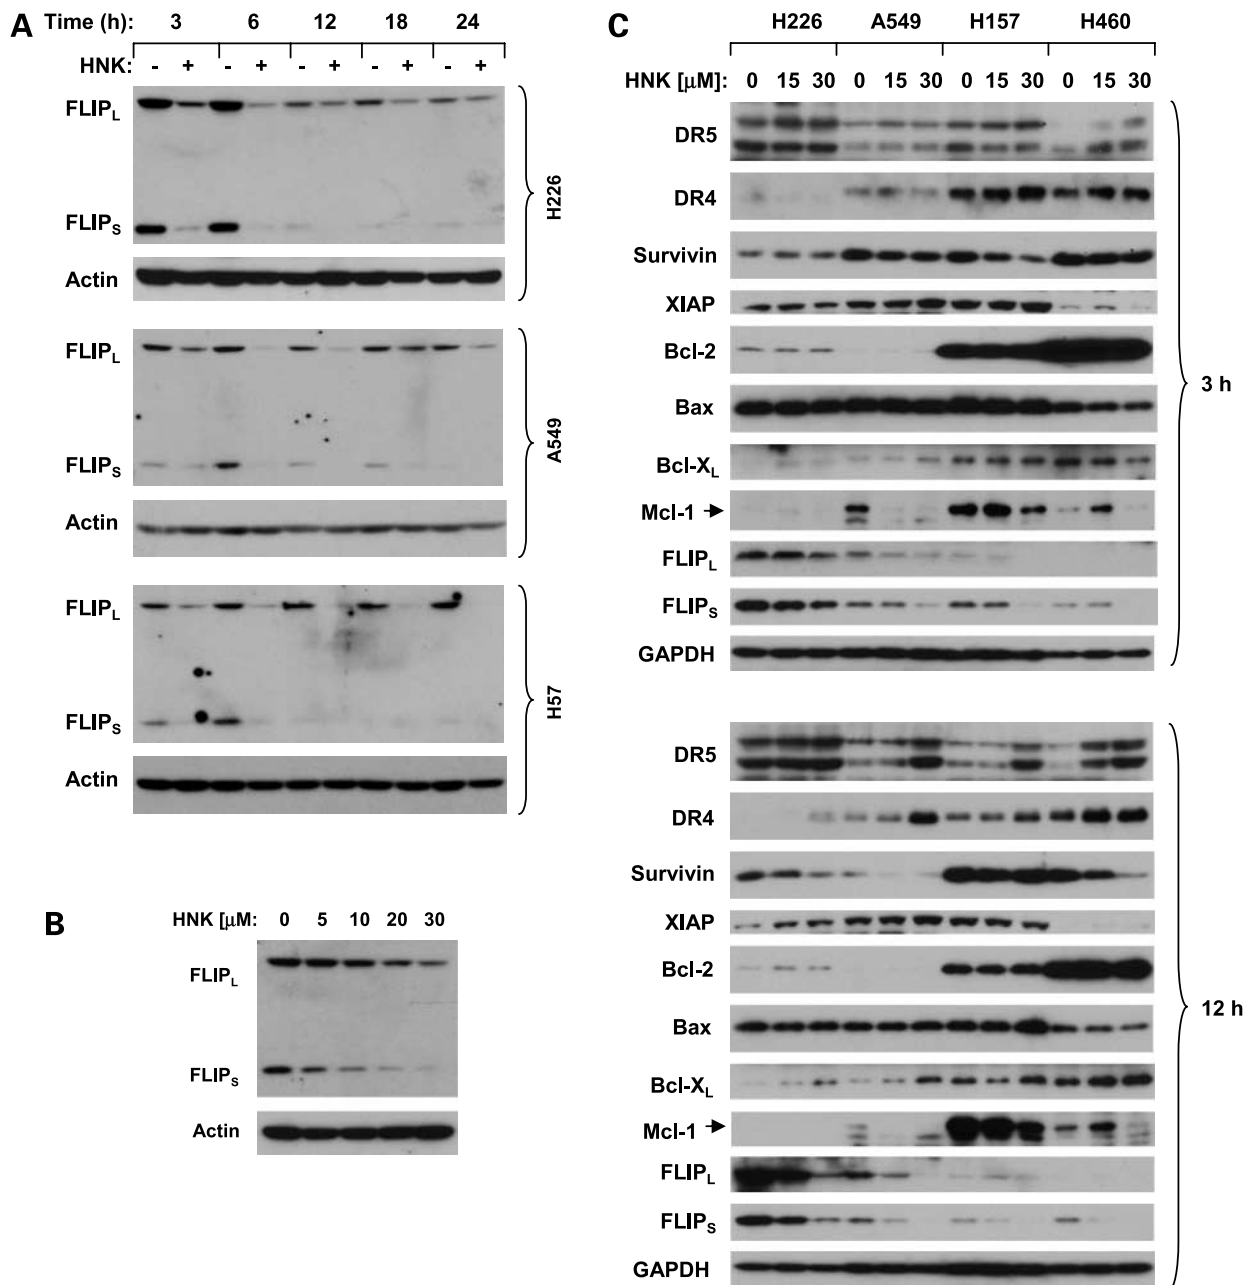 A
Time (h): 3 6 12 18 24
HNK: - + - + - + - + - +
FLIPL
FLIPS
Actin
H226
FLIPL
FLIPS
Actin
A549
FLIPL
FLIPS
Actin
H57
B
HNK [µM: 0 5 10 20 30
FLIPL
FLIPS
Actin
C
H226 A549 H157 H460
HNK [µM] 0 15 30 0 15 30 0 15 30 0 15 30
DR5
DR4
Survivin
XIAP
Bcl-2
Bax
Bcl-XL
Mcl-1
FLIPL
FLIPS
GAPDH
3 h
DR5
DR4
Survivin
XIAP
Bcl-2
Bax
Bcl-XL
Mcl-1
FLIPL
FLIPS
GAPDH
12 h